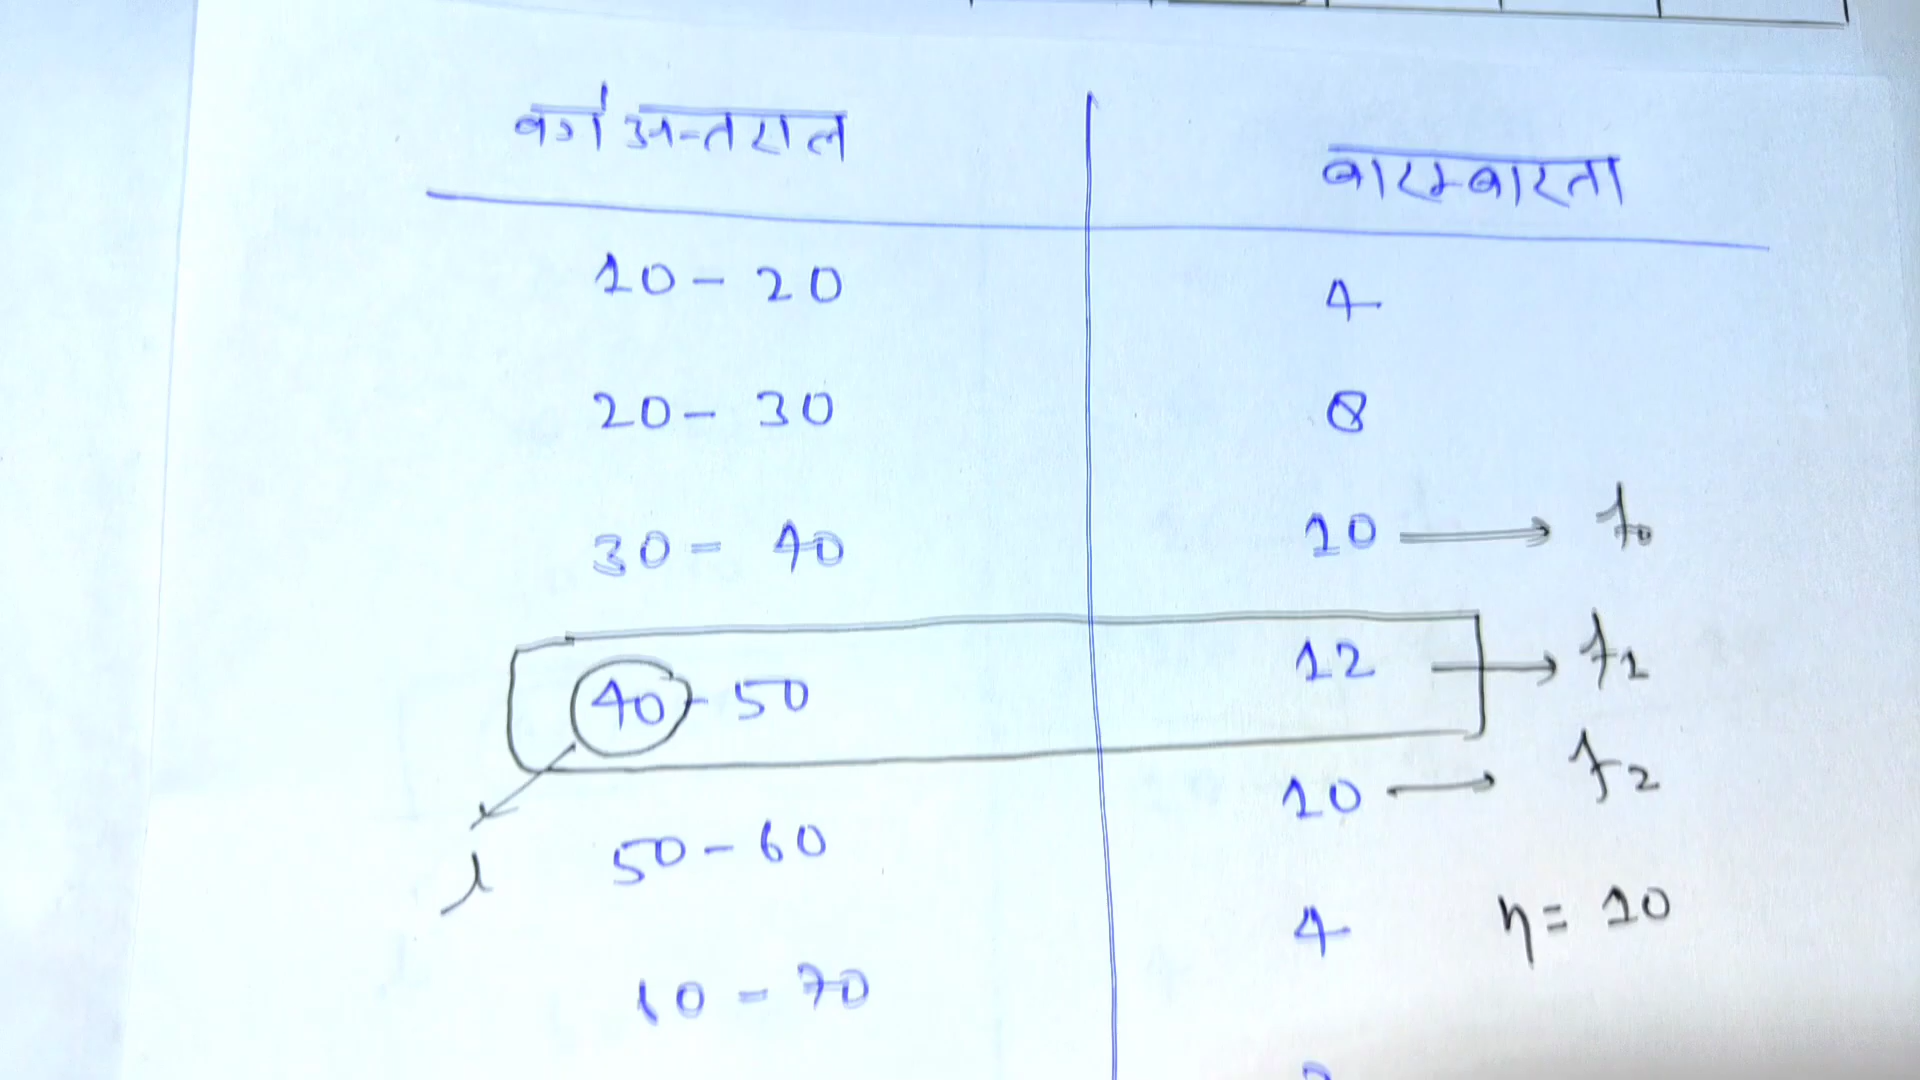 वर्ग अन्तराल बारम्बारता
10 - 20 4
20 - 30 8
30 - 40 10 → f₀
40 - 50 12 → f₁
10 → f₂
50 - 60
l
4 h = 10
60 - 70